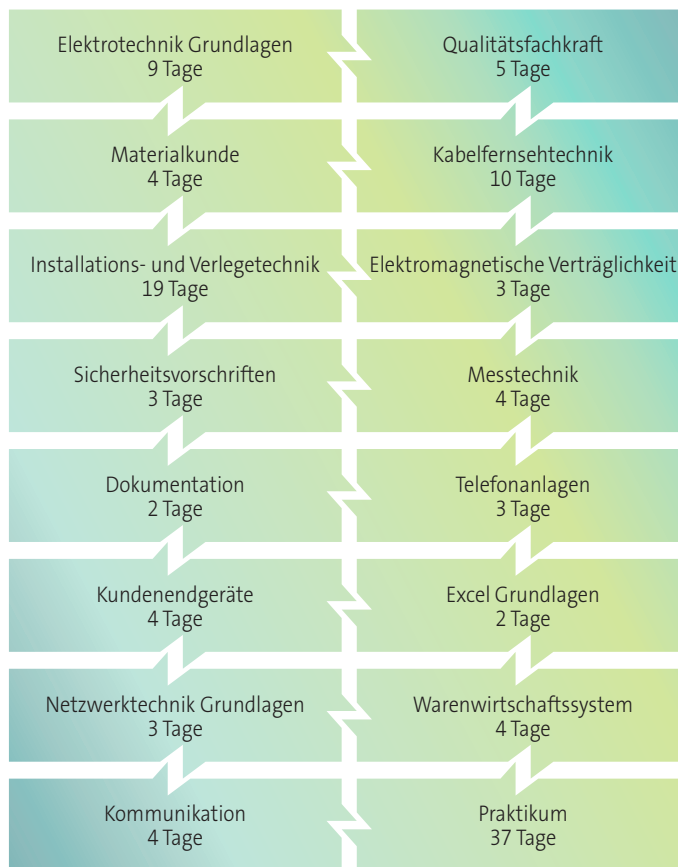 Elektrotechnik Grundlagen
9 Tage
Qualitätsfachkraft
5 Tage
Materialkunde
4 Tage
Kabelfernsehtechnik
10 Tage
Installations- und Verlegetechnik
19 Tage
Elektromagnetische Verträglichkeit
3 Tage
Sicherheitsvorschriften
3 Tage
Messtechnik
4 Tage
Dokumentation
2 Tage
Telefonanlagen
3 Tage
Kundenendgeräte
4 Tage
Excel Grundlagen
2 Tage
Netzwerktechnik Grundlagen
3 Tage
Warenwirtschaftssystem
4 Tage
Kommunikation
4 Tage
Praktikum
37 Tage